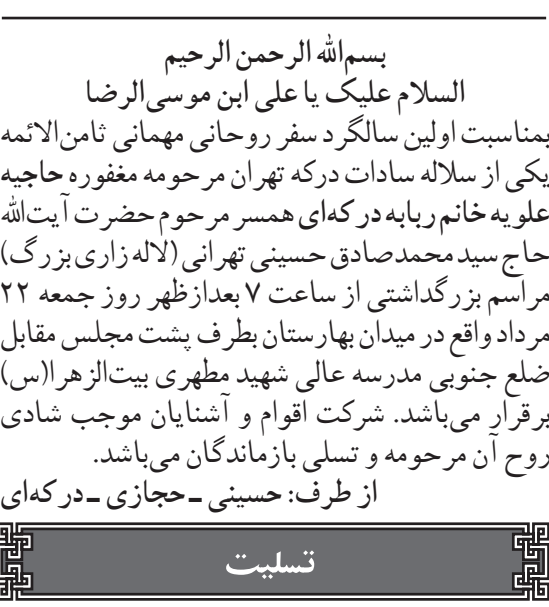 بسم‌الله الرحمن الرحیم
السلام علیک یا علی ابن موسی‌الرضا
بمناسبت اولین سالگرد سفر روحانی مهمانی ثامن‌الائمه
یکی از سلاله سادات درکه تهران مرحومه مغفوره حاجیه
علویه خانم ربابه درکه‌ای همسر مرحوم حضرت آیت‌الله
حاج سیدمحمدصادق حسینی تهرانی (لاله زاری بزرگ)
مراسم بزرگداشتی از ساعت ۷ بعدازظهر روز جمعه ۲۲
مرداد واقع در میدان بهارستان بطرف پشت مجلس مقابل
ضلع جنوبی مدرسه عالی شهید مطهری بیت‌الزهرا(س)
برقرار می‌باشد. شرکت اقوام و آشنایان موجب شادی
روح آن مرحومه و تسلی بازماندگان می‌باشد.
از طرف: حسینی ـ حجازی ـ درکه‌ای
تسلیت